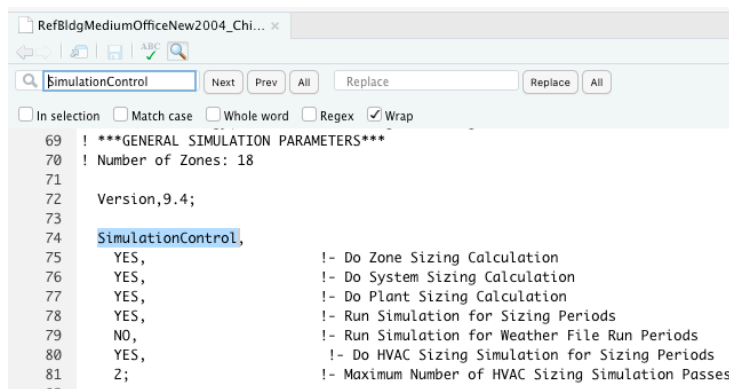 RefBldgMediumOfficeNew2004_Chi... ×
ABC
SimulationControl Next Prev All Replace Replace All
In selection Match case Whole word Regex Wrap
69 ! ***GENERAL SIMULATION PARAMETERS***
70 ! Number of Zones: 18
71
72 Version,9.4;
73
74 SimulationControl,
75 YES, !- Do Zone Sizing Calculation
76 YES, !- Do System Sizing Calculation
77 YES, !- Do Plant Sizing Calculation
78 YES, !- Run Simulation for Sizing Periods
79 NO, !- Run Simulation for Weather File Run Periods
80 YES, !- Do HVAC Sizing Simulation for Sizing Periods
81 2; !- Maximum Number of HVAC Sizing Simulation Passes